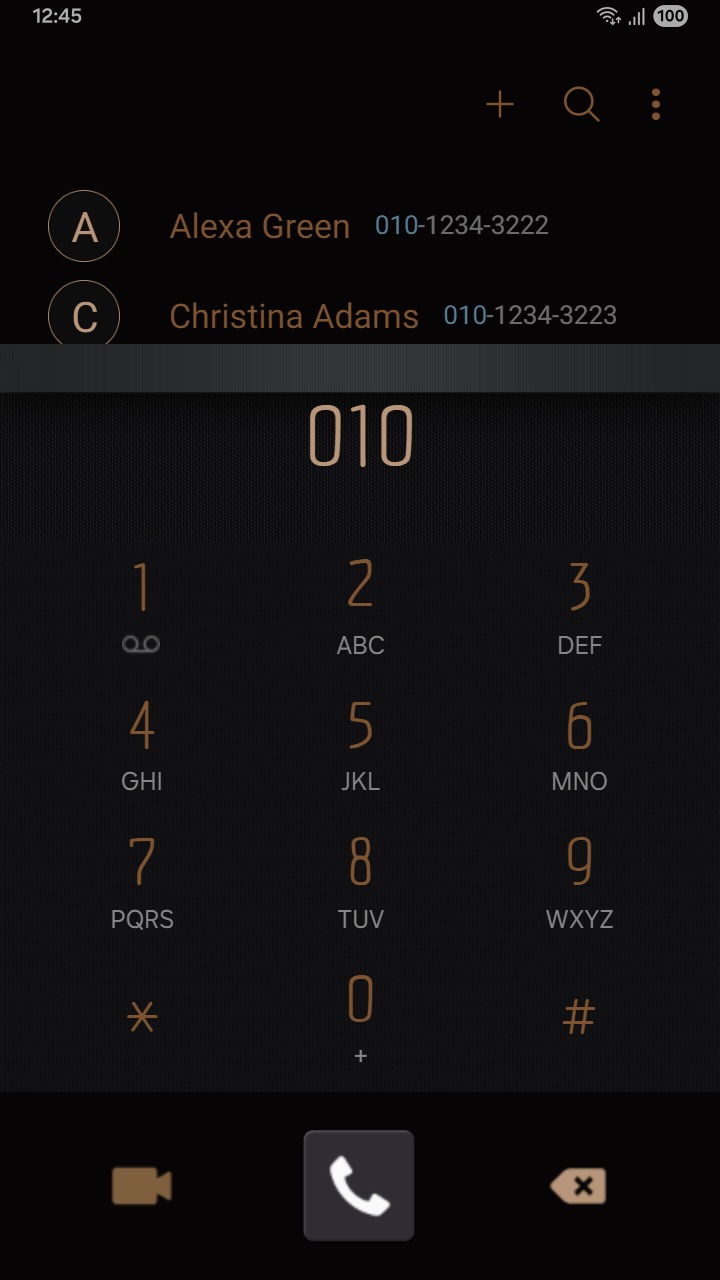 12:45 100
A Alexa Green 010-1234-3222
C Christina Adams 010-1234-3223
010
1 2 3
ABC DEF
4 5 6
GHI JKL MNO
7 8 9
PQRS TUV WXYZ
* 0 #
+